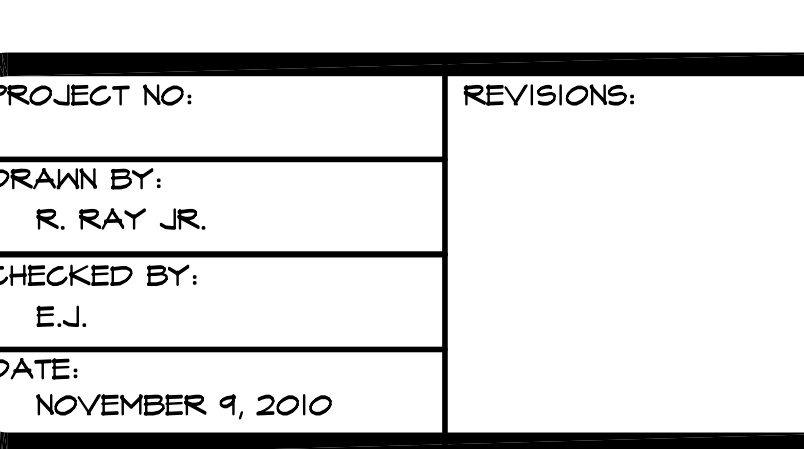 PROJECT NO:
REVISIONS:
DRAWN BY:
R. RAY JR.
CHECKED BY:
E.J.
DATE:
NOVEMBER 9, 2010